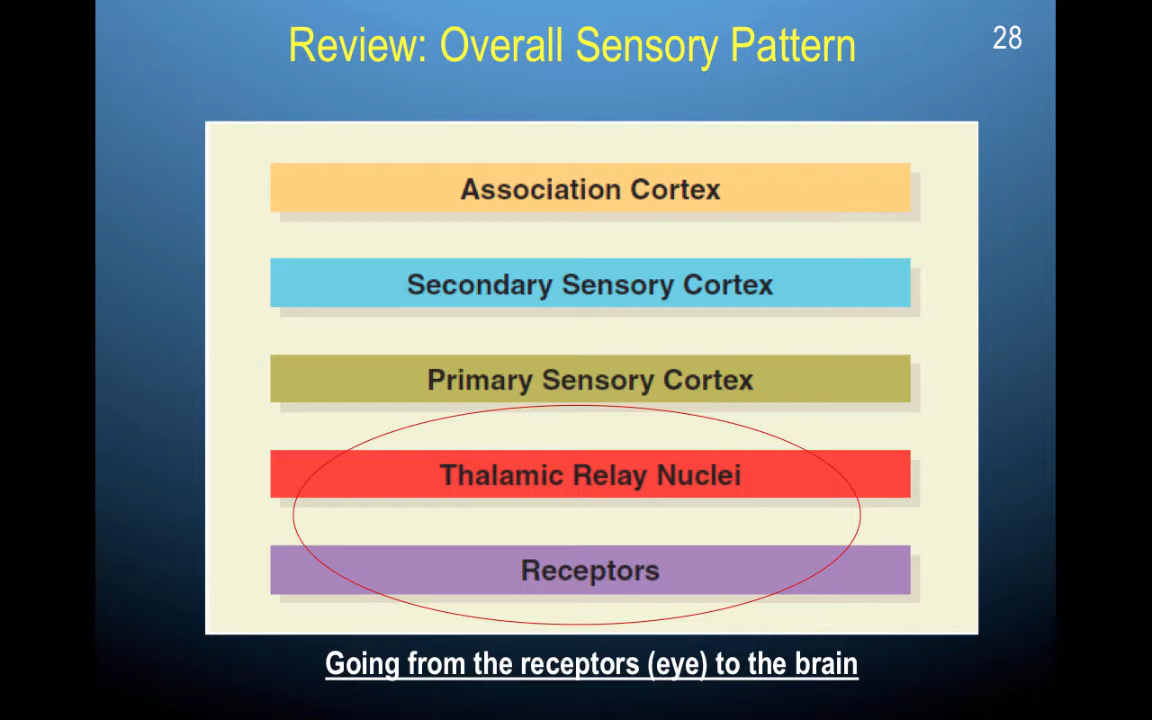 Review: Overall Sensory Pattern
28
Association Cortex
Secondary Sensory Cortex
Primary Sensory Cortex
Thalamic Relay Nuclei
Receptors
Going from the receptors (eye) to the brain